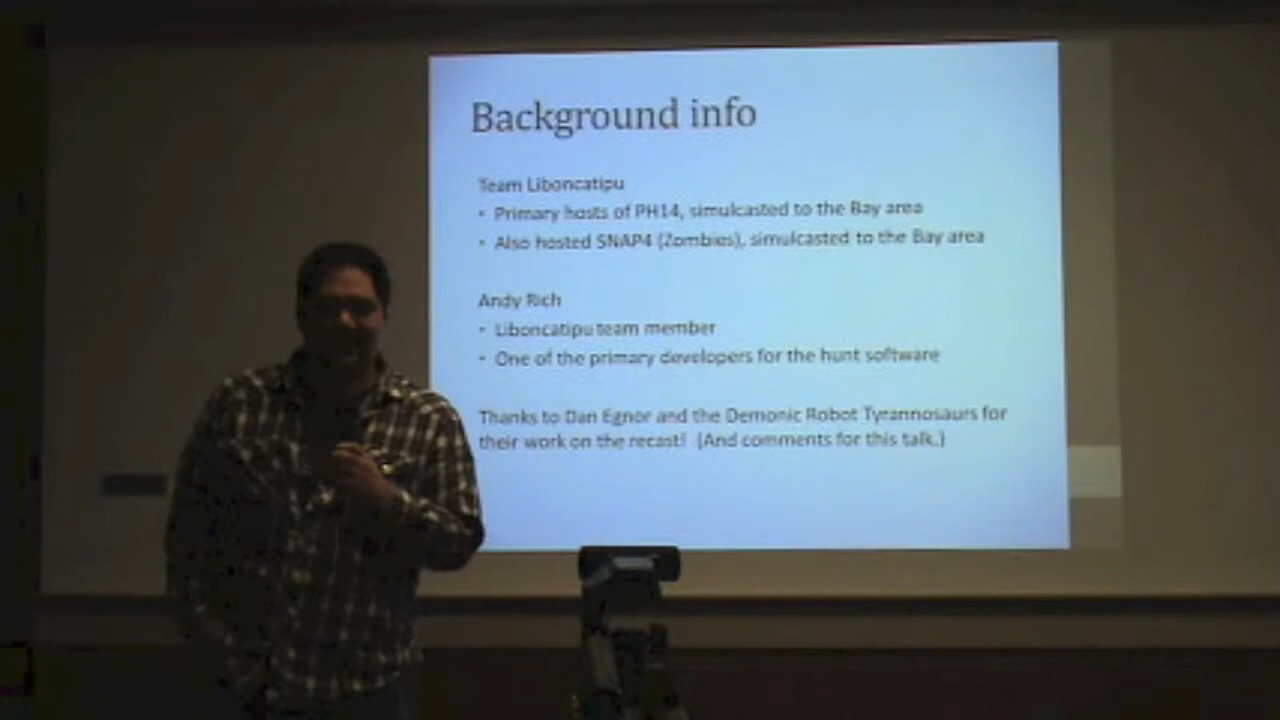 Background info
Team Liboncatipu
• Primary hosts of PH14, simulcasted to the Bay area
• Also hosted SNAP4 (Zombies), simulcasted to the Bay area
Andy Rich
• Liboncatipu team member
• One of the primary developers for the hunt software
Thanks to Dan Egnor and the Demonic Robot Tyrannosaurs for
their work on the recast! (And comments for this talk.)